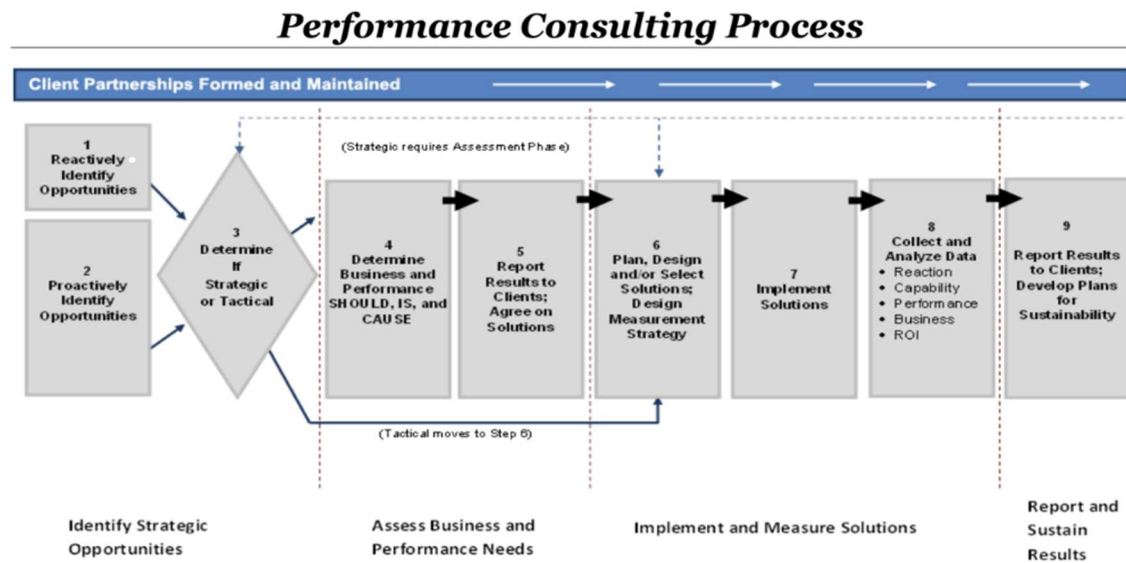 Performance Consulting Process
Client Partnerships Formed and Maintained
(Strategic requires Assessment Phase)
1
Reactively
Identify
Opportunities
2
Proactively
Identify
Opportunities
3
Determine
If
Strategic
or Tactical
4
Determine
Business and
Performance
SHOULD, IS, and
CAUSE
5
Report
Results to
Clients;
Agree on
Solutions
6
Plan, Design
and/or Select
Solutions;
Design
Measurement
Strategy
7
Implement
Solutions
8
Collect and
Analyze Data
• Reaction
• Capability
• Performance
• Business
• ROI
9
Report Results
to Clients;
Develop Plans
for
Sustainability
(Tactical moves to Step 6)
Identify Strategic
Opportunities
Assess Business and
Performance Needs
Implement and Measure Solutions
Report and
Sustain
Results